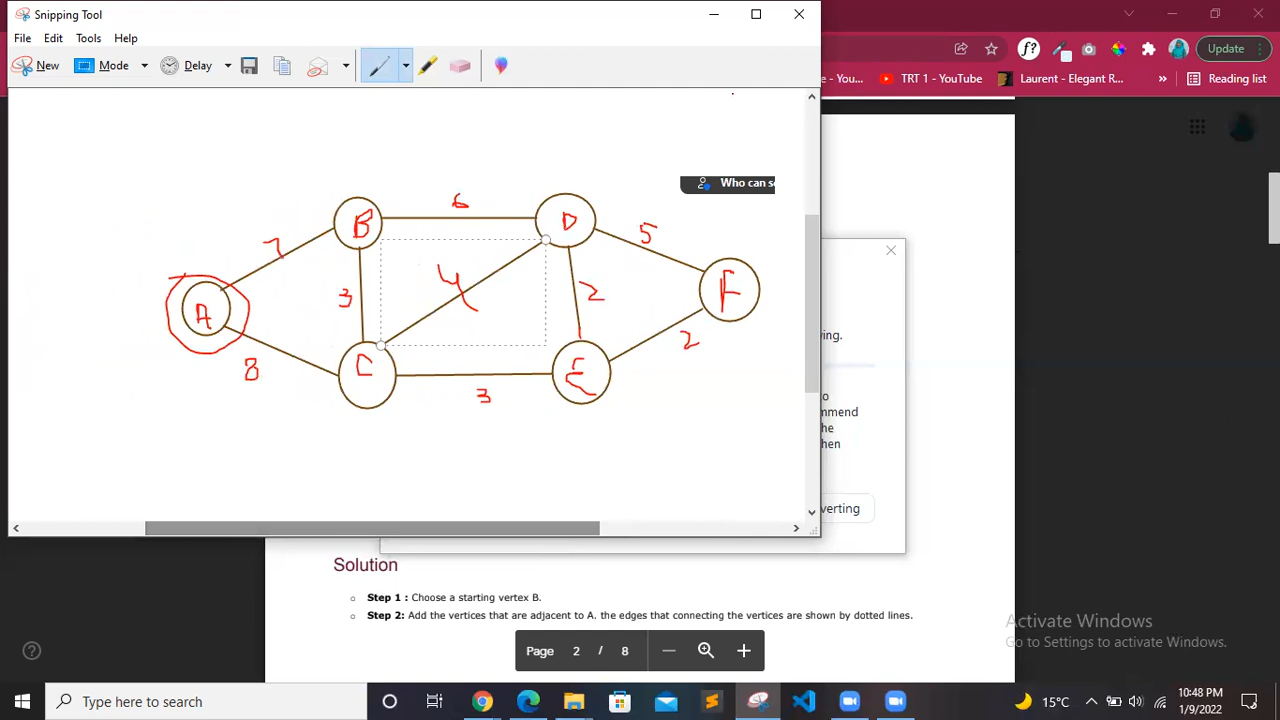 Snipping Tool
File Edit Tools Help
New Mode Delay
Update
e - You... TRT 1 - YouTube Laurent - Elegant R... » Reading list
Who can se
6
B D
7 5
4
3 2 F
A
2
8 C E
3
ving.
to
mmend
he
hen
verting
Solution
Step 1 : Choose a starting vertex B.
Step 2: Add the vertices that are adjacent to A. the edges that connecting the vertices are shown by dotted lines.
Activate Windows
Go to Settings to activate Windows.
Page 2 / 8
Type here to search
15°C
10:48 PM
1/9/2022